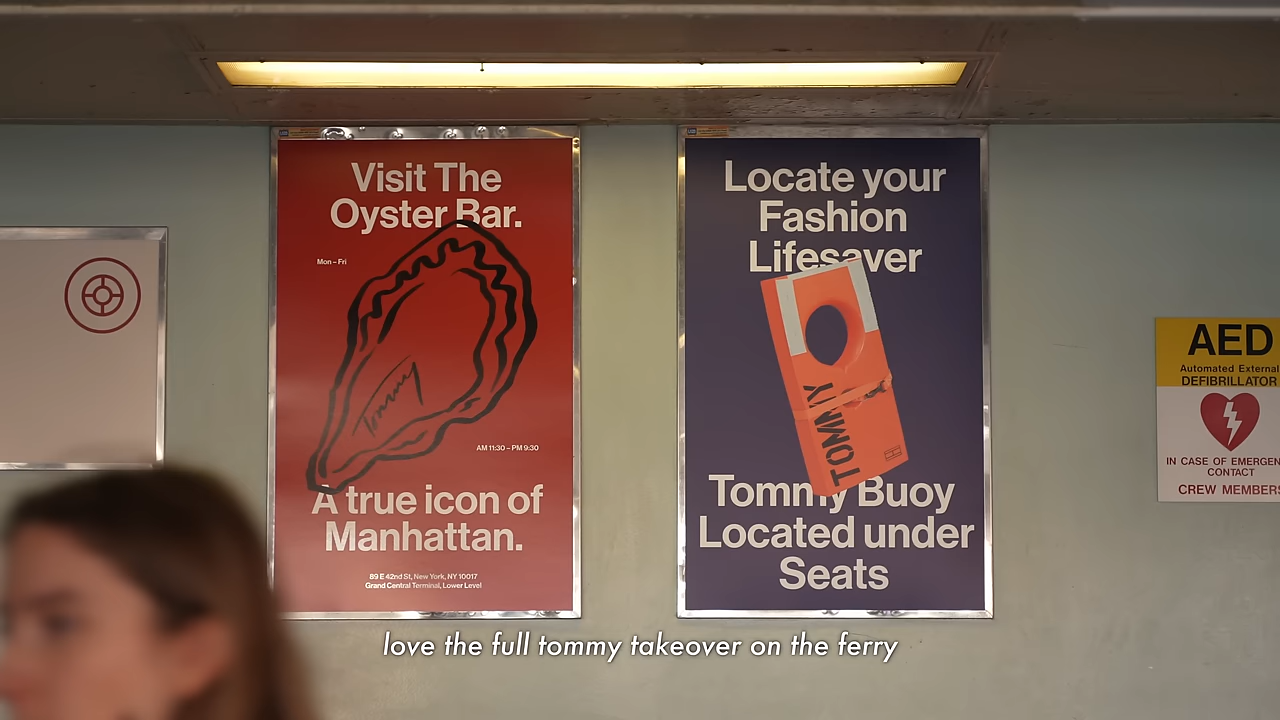 Visit The
Oyster Bar.
Mon – Fri
Tommy
AM 11:30 – PM 9:30
A true icon of
Manhattan.
89 E 42nd St, New York, NY 10017
Grand Central Terminal, Lower Level
Locate your
Fashion
Lifesaver
TOMMY
Tommy Buoy
Located under
Seats
AED
Automated External
DEFIBRILLATOR
IN CASE OF EMERGEN
CONTACT
CREW MEMBERS
love the full tommy takeover on the ferry